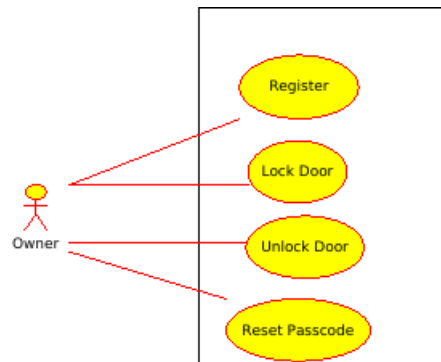 Register
Lock Door
Owner
Unlock Door
Reset Passcode